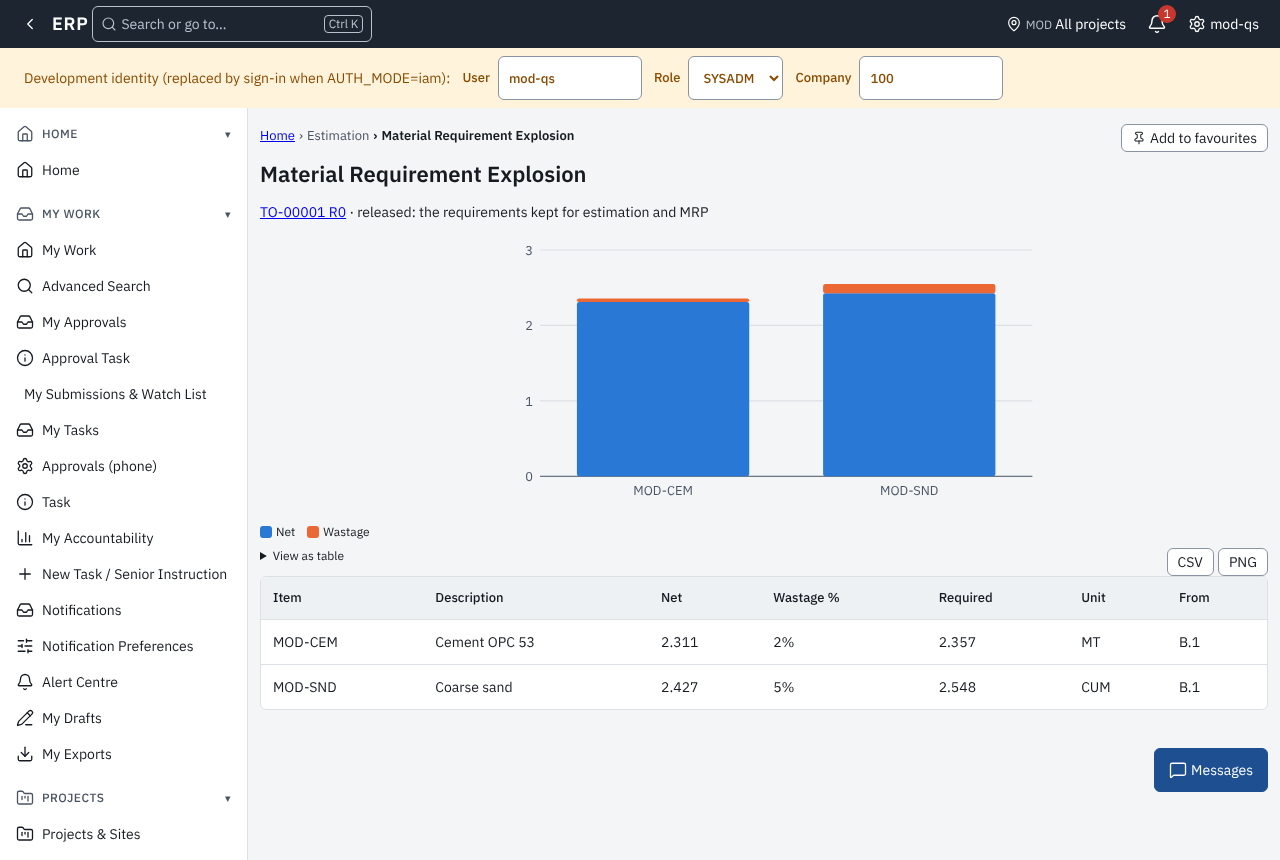 ERP Search or go to... Ctrl K MOD All projects 1 mod-qs
Development identity (replaced by sign-in when AUTH_MODE=iam): User mod-qs Role SYSADM Company 100
HOME
Home
MY WORK
My Work
Advanced Search
My Approvals
Approval Task
My Submissions & Watch List
My Tasks
Approvals (phone)
Task
My Accountability
New Task / Senior Instruction
Notifications
Notification Preferences
Alert Centre
My Drafts
My Exports
PROJECTS
Projects & Sites
Home › Estimation › Material Requirement Explosion
Add to favourites
Material Requirement Explosion
TO-00001 R0 · released: the requirements kept for estimation and MRP
3
2
1
0
MOD-CEM MOD-SND
Net Wastage
View as table
CSV PNG
Item Description Net Wastage % Required Unit From
MOD-CEM Cement OPC 53 2.311 2% 2.357 MT B.1
MOD-SND Coarse sand 2.427 5% 2.548 CUM B.1
Messages